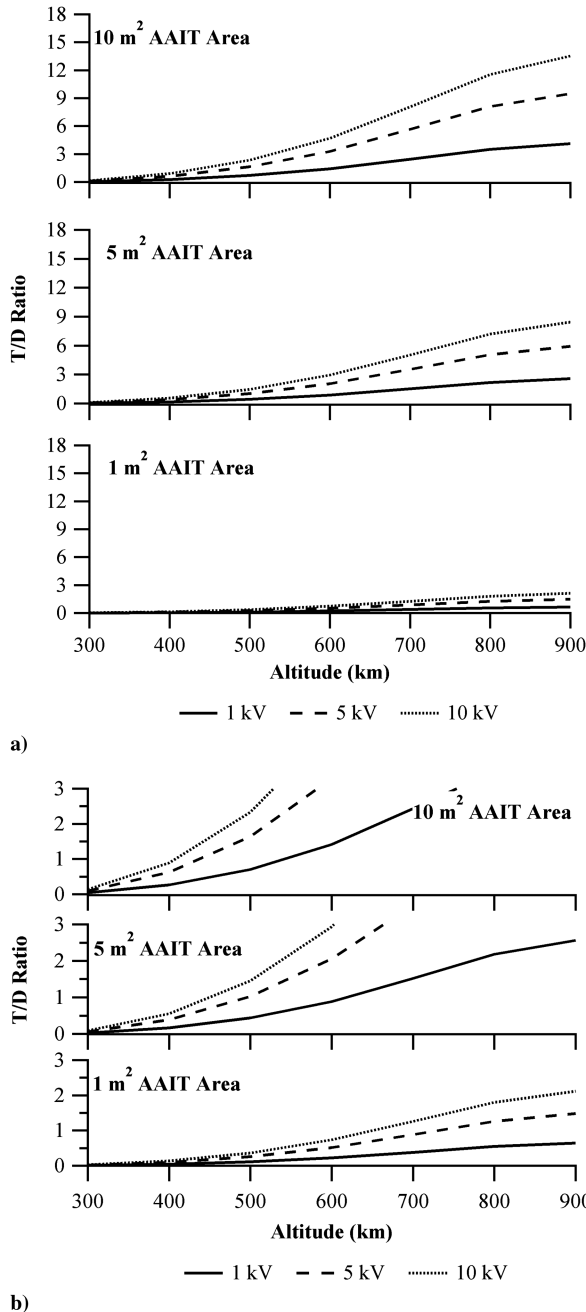 18
15
12
9
6
3
0
10 m² AAIT Area
18
15
12
9
6
3
0
5 m² AAIT Area
T/D Ratio
18
15
12
9
6
3
0
1 m² AAIT Area
300 400 500 600 700 800 900
Altitude (km)
1 kV 5 kV 10 kV
a)
3
2
1
0
10 m² AAIT Area
3
2
1
0
5 m² AAIT Area
T/D Ratio
3
2
1
0
1 m² AAIT Area
300 400 500 600 700 800 900
Altitude (km)
1 kV 5 kV 10 kV
b)